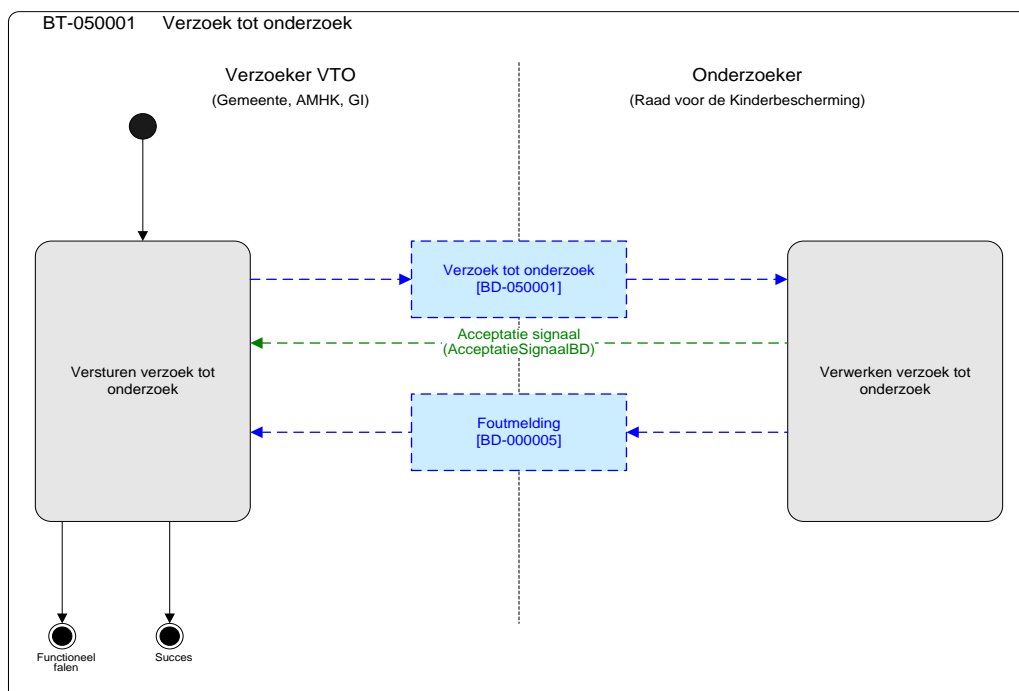 BT-050001 Verzoek tot onderzoek
Verzoeker VTO
(Gemeente, AMHK, GI)
Onderzoeker
(Raad voor de Kinderbescherming)
Verzoek tot onderzoek
[BD-050001]
Acceptatie signaal
(AcceptatieSignaalBD)
Versturen verzoek tot
onderzoek
Verwerken verzoek tot
onderzoek
Foutmelding
[BD-000005]
Functioneel
falen
Succes